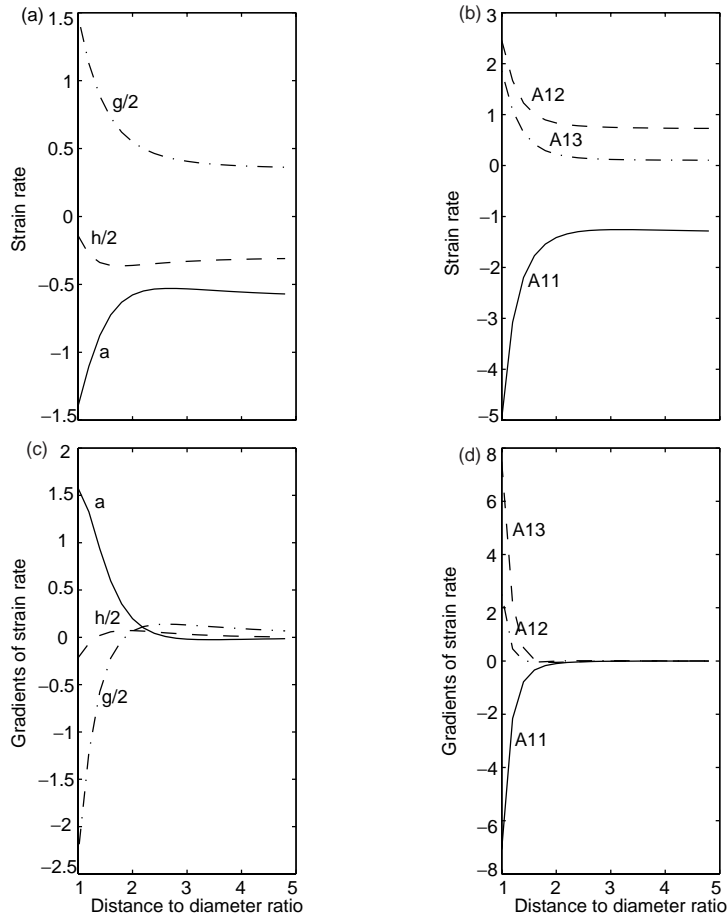 (a)
1.5
1
0.5
0
−0.5
−1
−1.5
Strain rate
g/2
h/2
a
(b)
3
2
1
0
−1
−2
−3
−4
−5
Strain rate
A12
A13
A11
(c)
2
1.5
1
0.5
0
−0.5
−1
−1.5
−2
−2.5
Gradients of strain rate
a
h/2
g/2
1 2 3 4 5
Distance to diameter ratio
(d)
8
6
4
2
0
−2
−4
−6
−8
Gradients of strain rate
A13
A12
A11
1 2 3 4 5
Distance to diameter ratio